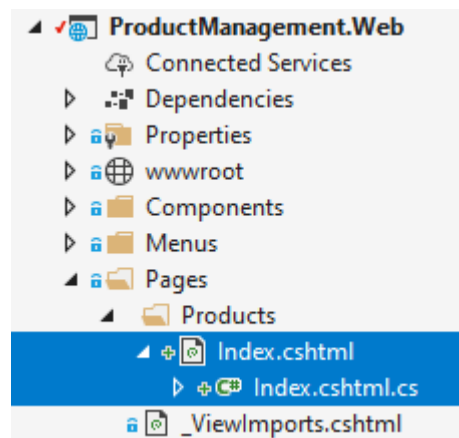 ProductManagement.Web
Connected Services
Dependencies
Properties
wwwroot
Components
Menus
Pages
Products
Index.cshtml
C# Index.cshtml.cs
_ViewImports.cshtml